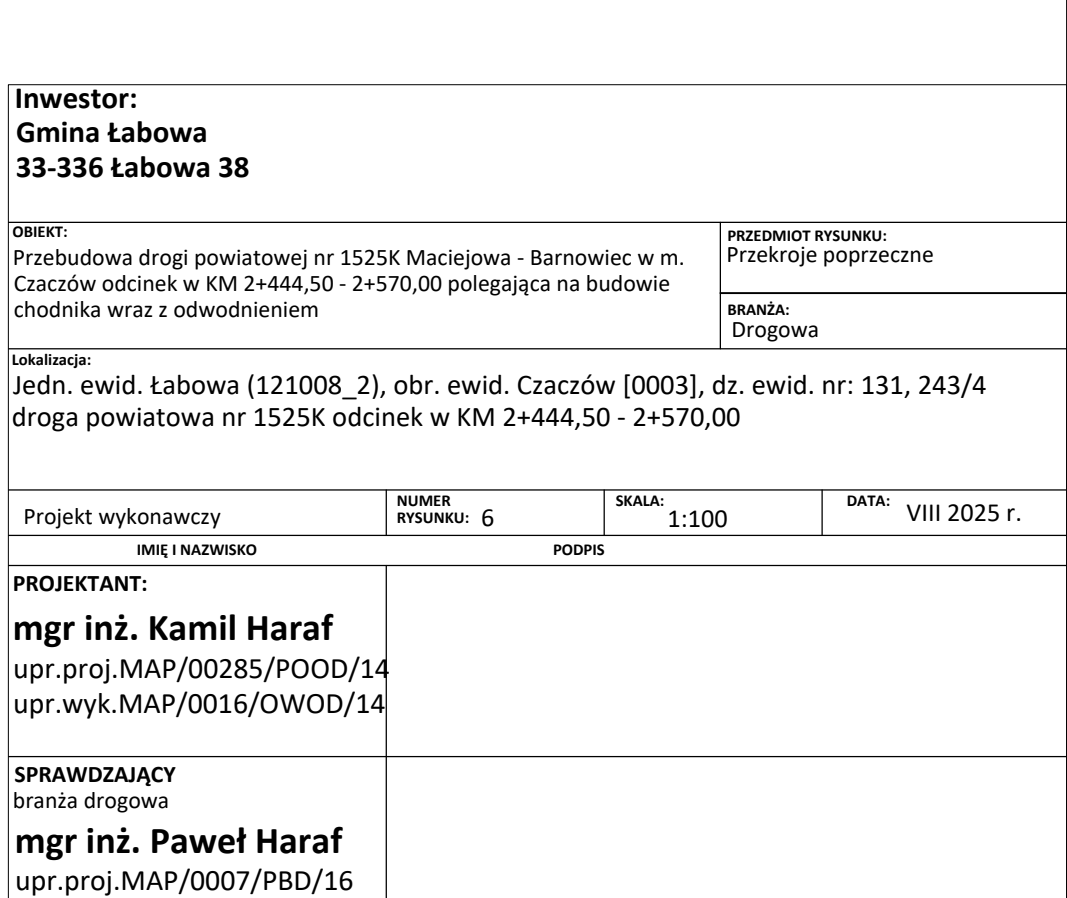 Inwestor:
Gmina Łabowa
33-336 Łabowa 38
OBIEKT:
Przebudowa drogi powiatowej nr 1525K Maciejowa - Barnowiec w m.
Czaczów odcinek w KM 2+444,50 - 2+570,00 polegająca na budowie
chodnika wraz z odwodnieniem
PRZEDMIOT RYSUNKU:
Przekroje poprzeczne
BRANŻA:
Drogowa
Lokalizacja:
Jedn. ewid. Łabowa (121008_2), obr. ewid. Czaczów [0003], dz. ewid. nr: 131, 243/4
droga powiatowa nr 1525K odcinek w KM 2+444,50 - 2+570,00
Projekt wykonawczy
NUMER
RYSUNKU: 6
SKALA:
1:100
DATA: VIII 2025 r.
IMIĘ I NAZWISKO
PODPIS
PROJEKTANT:
mgr inż. Kamil Haraf
upr.proj.MAP/00285/POOD/14
upr.wyk.MAP/0016/OWOD/14
SPRAWDZAJĄCY
branża drogowa
mgr inż. Paweł Haraf
upr.proj.MAP/0007/PBD/16